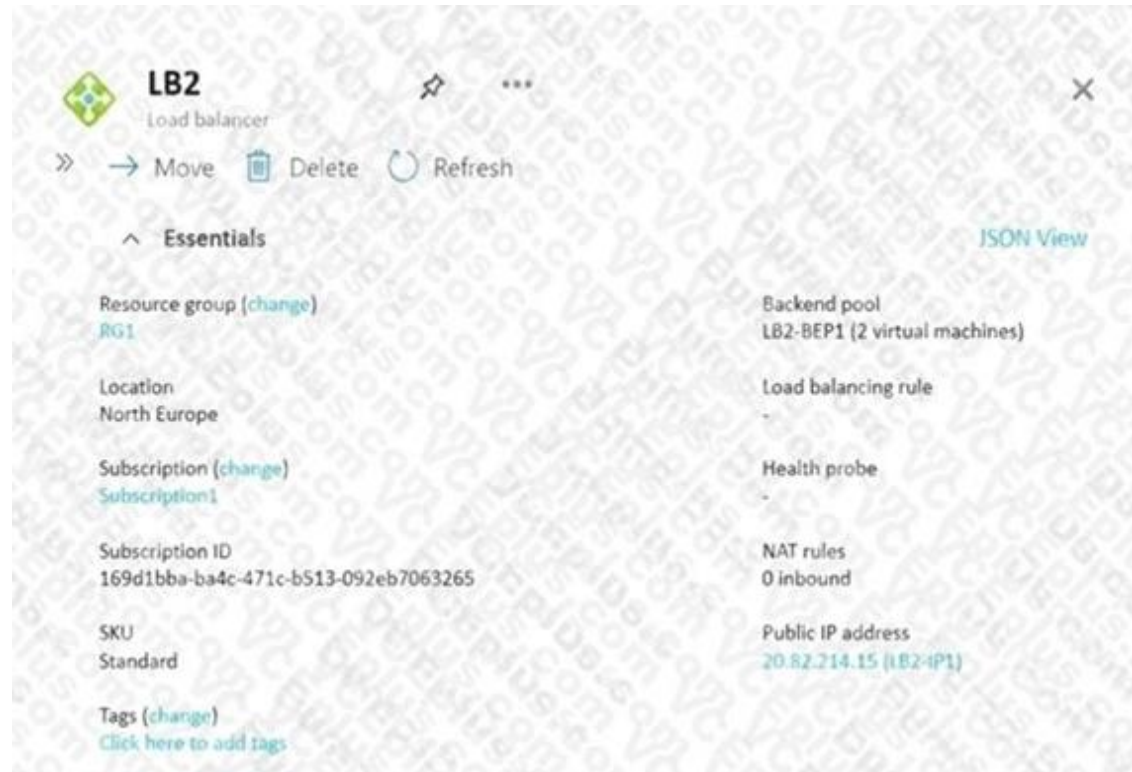 LB2
Load balancer
Move Delete Refresh
Essentials
JSON View
Resource group (change)
RG1
Backend pool
LB2-BEP1 (2 virtual machines)
Location
North Europe
Load balancing rule
-
Subscription (change)
Subscription1
Health probe
-
Subscription ID
169d1bba-ba4c-471c-b513-092eb7063265
NAT rules
0 inbound
SKU
Standard
Public IP address
20.82.214.15 (LB2-IP1)
Tags (change)
Click here to add tags